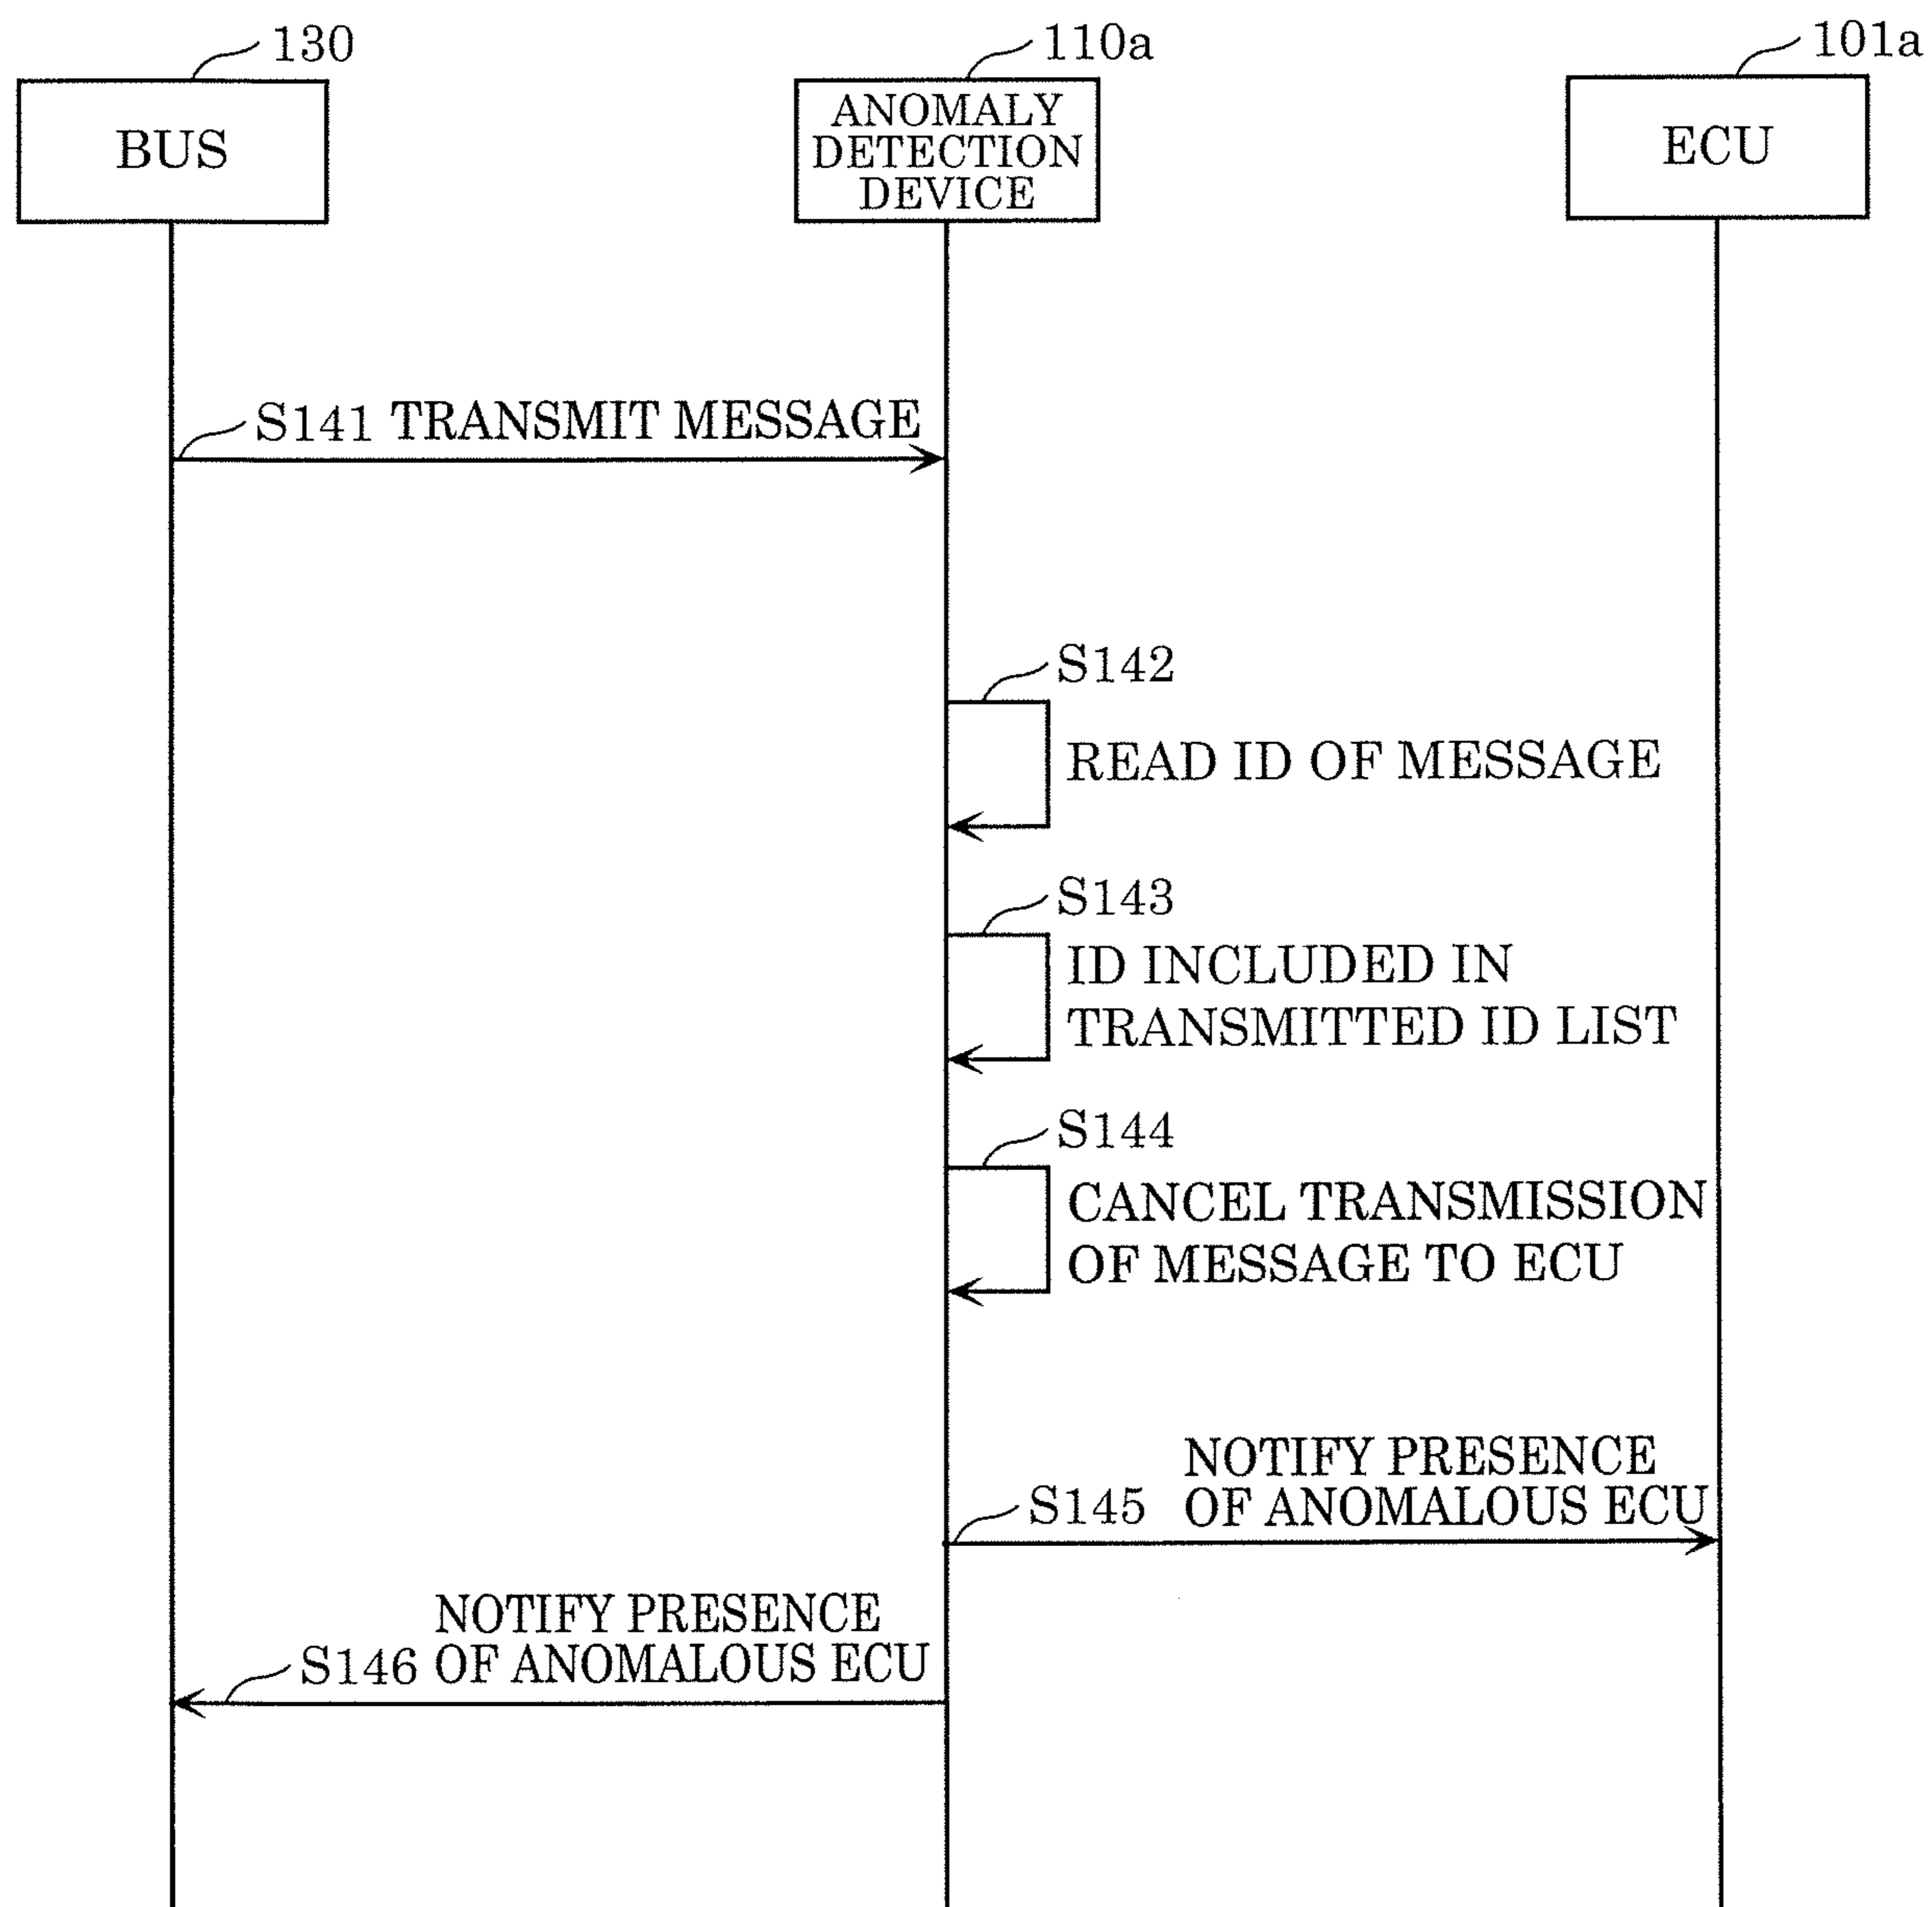 130
110a
101a
BUS
ANOMALY
DETECTION
DEVICE
ECU
S141 TRANSMIT MESSAGE
S142
READ ID OF MESSAGE
S143
ID INCLUDED IN
TRANSMITTED ID LIST
S144
CANCEL TRANSMISSION
OF MESSAGE TO ECU
NOTIFY PRESENCE
S145 OF ANOMALOUS ECU
NOTIFY PRESENCE
S146 OF ANOMALOUS ECU